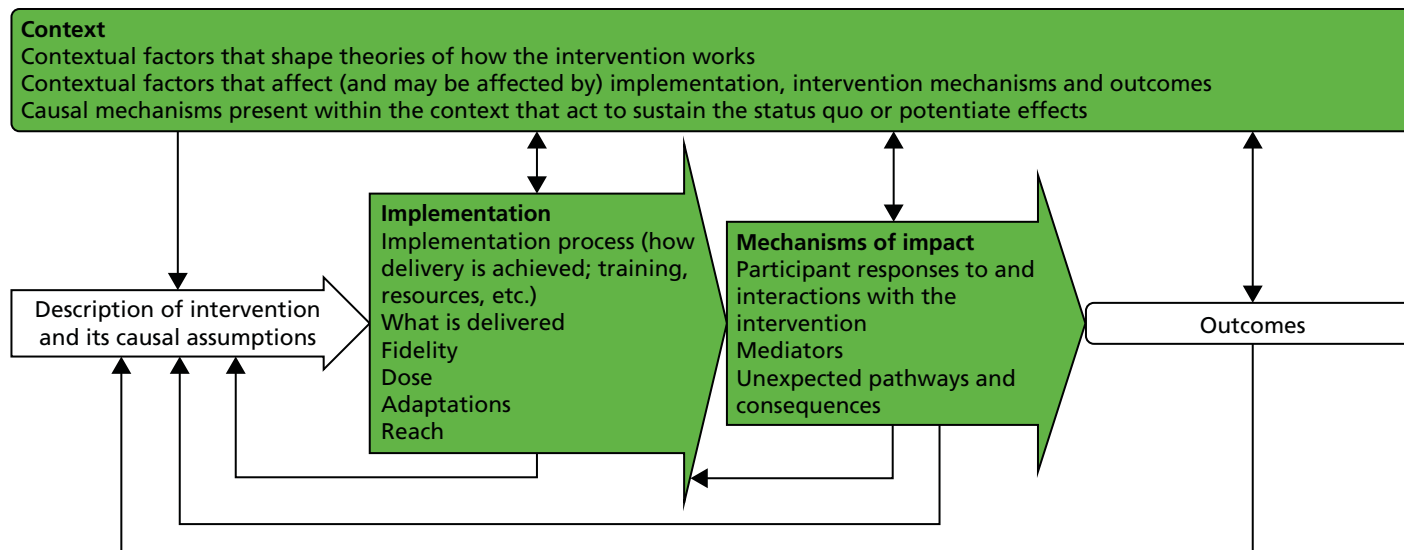 Context
Contextual factors that shape theories of how the intervention works
Contextual factors that affect (and may be affected by) implementation, intervention mechanisms and outcomes
Causal mechanisms present within the context that act to sustain the status quo or potentiate effects
Description of intervention
and its causal assumptions
Implementation
Implementation process (how
delivery is achieved; training,
resources, etc.)
What is delivered
Fidelity
Dose
Adaptations
Reach
Mechanisms of impact
Participant responses to and
interactions with the
intervention
Mediators
Unexpected pathways and
consequences
Outcomes